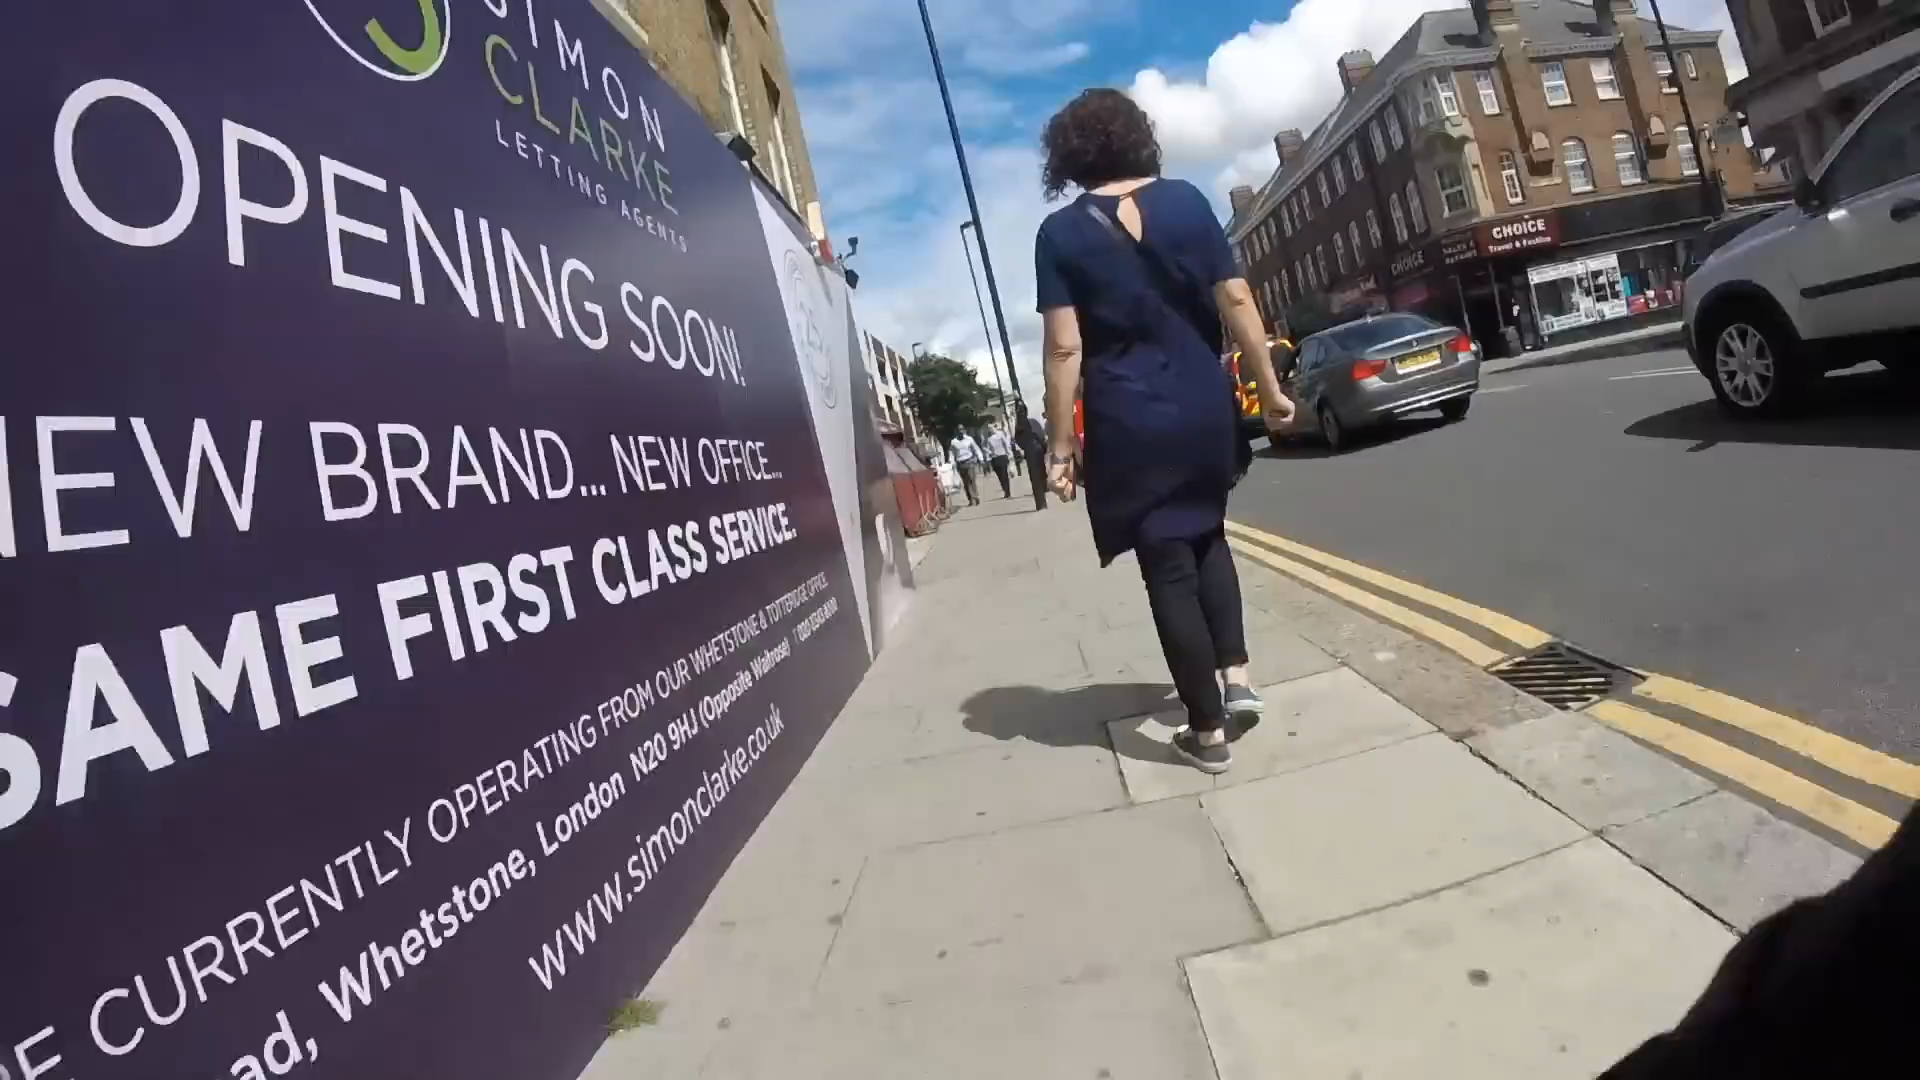 SIMON
CLARKE
LETTING AGENTS
OPENING SOON!
NEW BRAND... NEW OFFICE...
SAME FIRST CLASS SERVICE.
CURRENTLY OPERATING FROM OUR WHETSTONE & TOTTERIDGE OFFICE
Whetstone, London N20 9HJ (Opposite Waitrose)
www.simonclarke.co.uk
CHOICE
Travel & Fashion
CHOICE